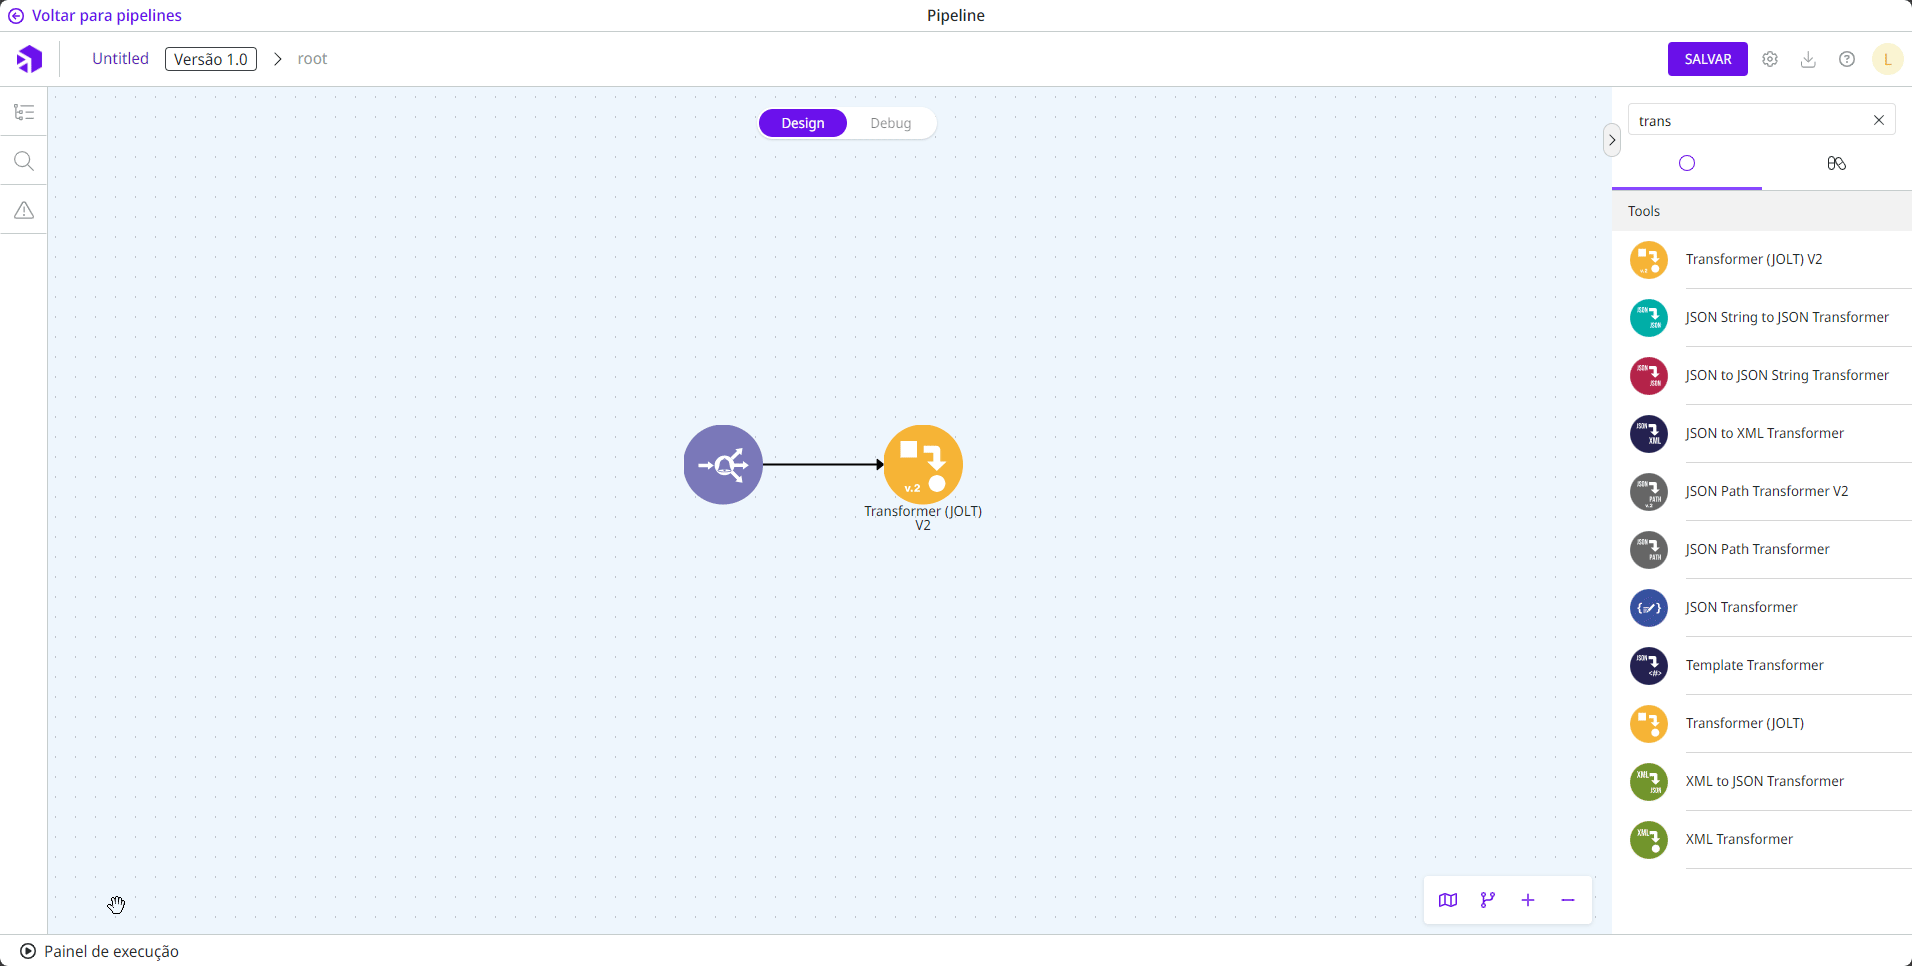 Voltar para pipelines
Pipeline
Untitled
Versão 1.0
root
SALVAR
L
Design
Debug
trans
Tools
Transformer (JOLT) V2
JSON String to JSON Transformer
JSON to JSON String Transformer
JSON to XML Transformer
JSON Path Transformer V2
JSON Path Transformer
JSON Transformer
Template Transformer
Transformer (JOLT)
XML to JSON Transformer
XML Transformer
v.2
Transformer (JOLT)
V2
Painel de execução